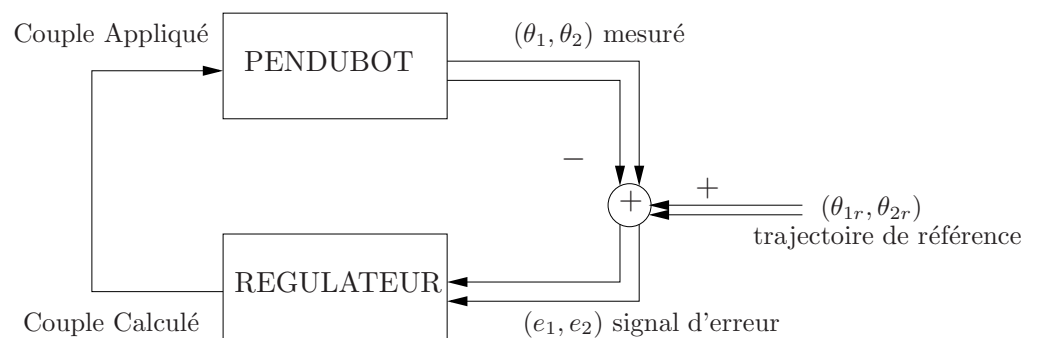 Couple Appliqué
(θ₁, θ₂) mesuré
PENDUBOT
−
+
+
(θ₁ᵣ, θ₂ᵣ)
trajectoire de référence
REGULATEUR
Couple Calculé
(e₁, e₂) signal d'erreur